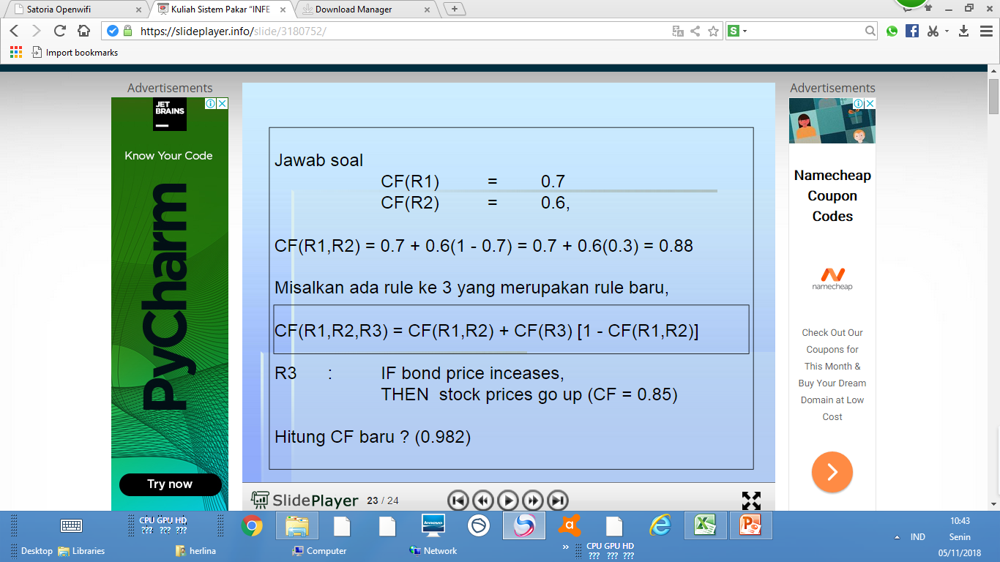 Satoria Openwifi
Kuliah Sistem Pakar “INFE
Download Manager
https://slideplayer.info/slide/3180752/
S
Import bookmarks
Advertisements
JET
BRAINS
Know Your Code
PyCharm
Try now
Jawab soal
CF(R1) = 0.7
CF(R2) = 0.6,
CF(R1,R2) = 0.7 + 0.6(1 - 0.7) = 0.7 + 0.6(0.3) = 0.88
Misalkan ada rule ke 3 yang merupakan rule baru,
CF(R1,R2,R3) = CF(R1,R2) + CF(R3) [1 - CF(R1,R2)]
R3 : IF bond price inceases,
THEN stock prices go up (CF = 0.85)
Hitung CF baru ? (0.982)
SlidePlayer 23 / 24
Advertisements
Namecheap
Coupon
Codes
namecheap
Check Out Our
Coupons for
This Month &
Buy Your Dream
Domain at Low
Cost
CPU GPU HD
??? ??? ???
lenovo
10:43
Desktop
Libraries
herlina
Computer
Network
»
CPU GPU HD
??? ??? ???
IND
Senin
05/11/2018